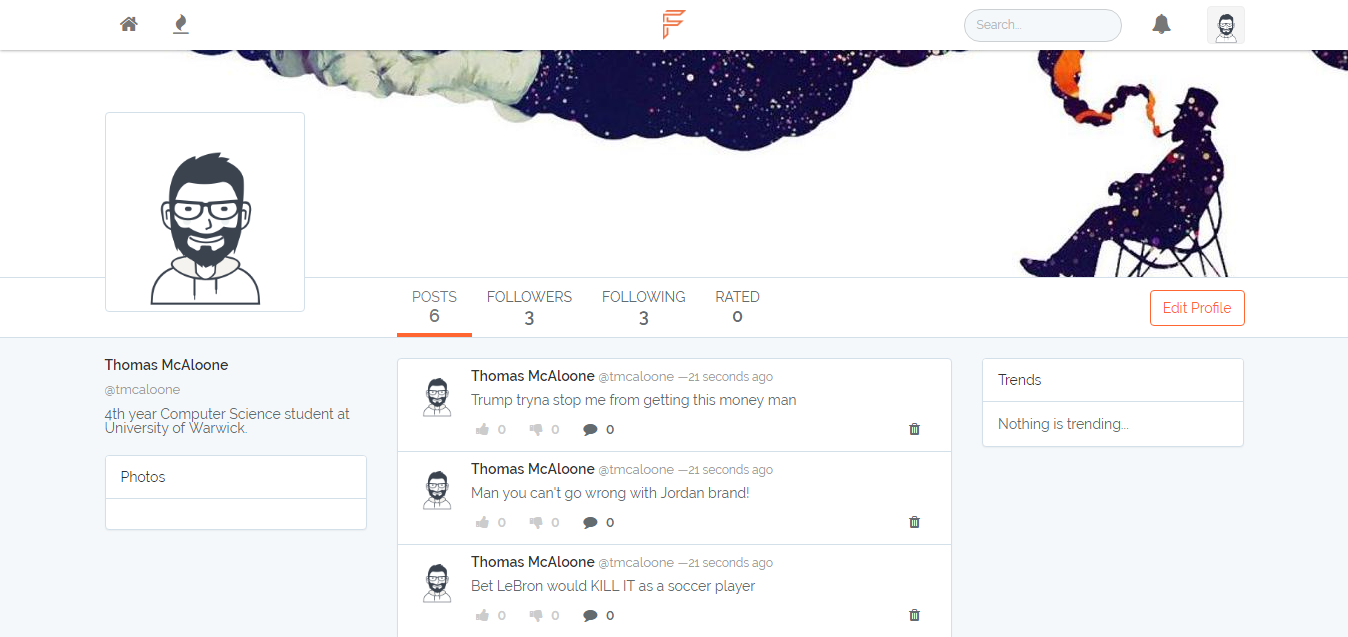 Search...
POSTS FOLLOWERS FOLLOWING RATED
6 3 3 0
Edit Profile
Thomas McAloone
@tmcaloone
4th year Computer Science student at
University of Warwick.
Photos
Thomas McAloone @tmcaloone —21 seconds ago
Trump tryna stop me from getting this money man
0 0 0
Thomas McAloone @tmcaloone —21 seconds ago
Man you can't go wrong with Jordan brand!
0 0 0
Thomas McAloone @tmcaloone —21 seconds ago
Bet LeBron would KILL IT as a soccer player
0 0 0
Trends
Nothing is trending...